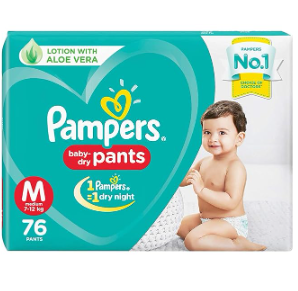 LOTION WITH
ALOE VERA
PAMPERS
No.1
Pampers
baby-
dry
pants
M
medium
7-12 kg
76
PANTS
1 Pampers
=1 dry night